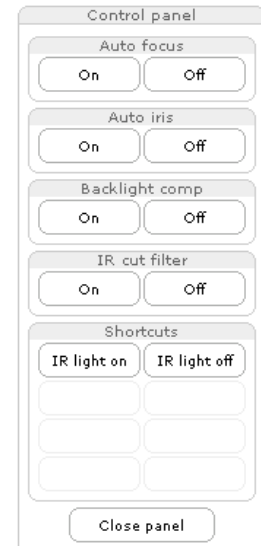 Control panel
Auto focus
On Off
Auto iris
On Off
Backlight comp
On Off
IR cut filter
On Off
Shortcuts
IR light on IR light off
Close panel